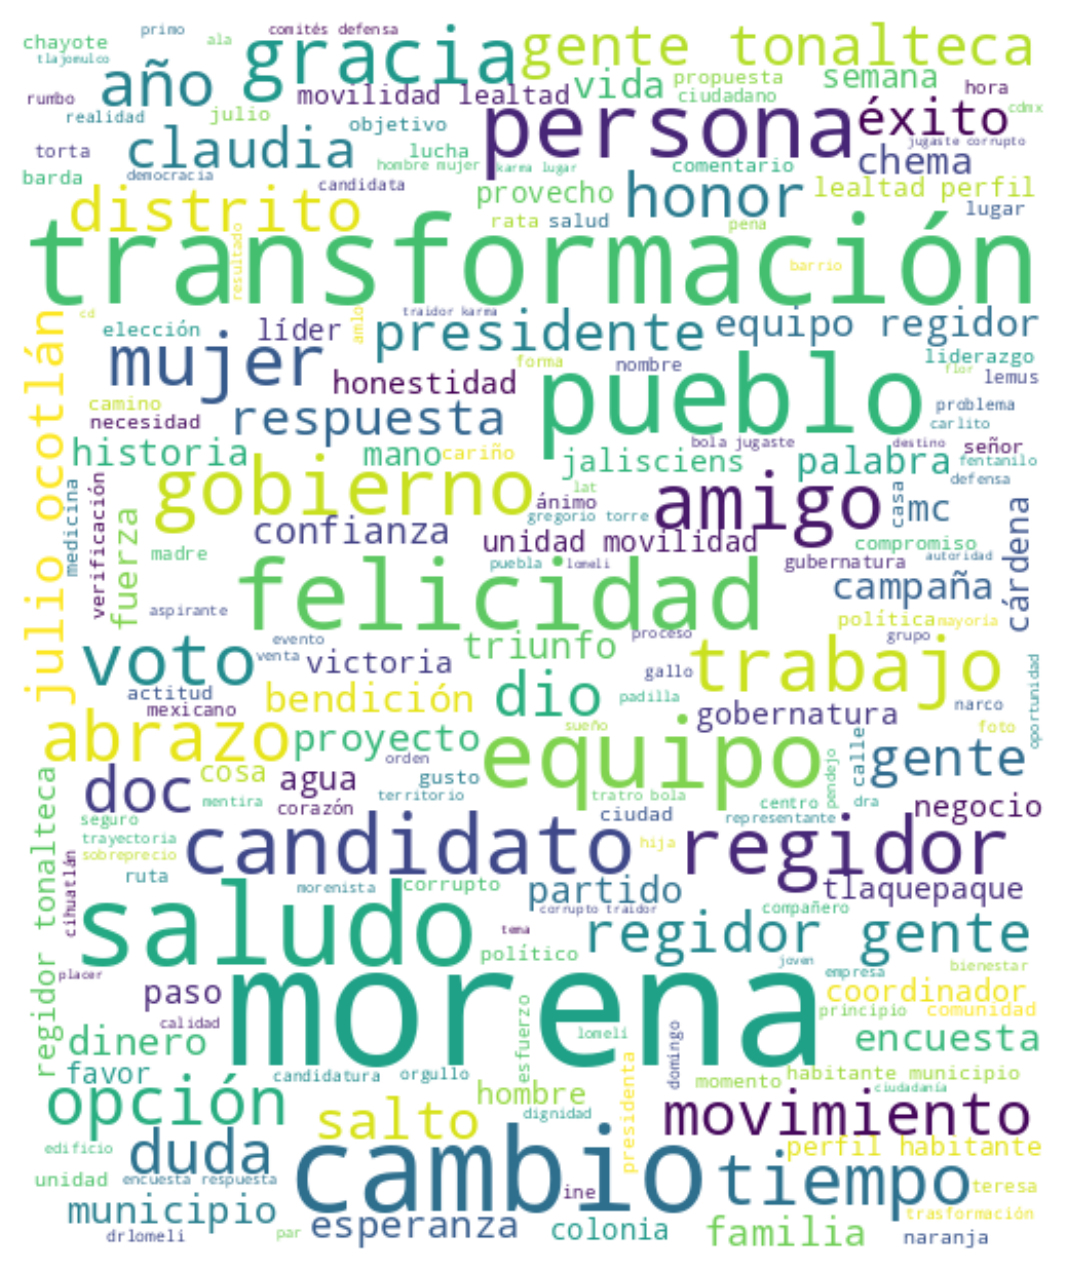 primo
comités defensa
chayote
ala
gracia
gente tonalteca
tlajomulco
año
vida
propuesta
semana
rumbo
movilidad lealtad
ciudadano
hora
realidad
julio
objetivo
persona
éxito
cdmx
torta
claudia
lucha
jugaste corrupto
barda
democracia
hombre mujer
karma lugar
comentario
chema
candidata
provecho
honor
lealtad perfil
distrito
rata
salud
pena
lugar
transformación
resultado
barrio
cd
traidor karma
elección
líder
amlo
presidente
equipo regidor
mujer
forma
nombre
liderazgo
flor
honestidad
pueblo
lemus
camino
necesidad
respuesta
problema
carlito
julio ocotlán
historia
mano
cariño
bola jugaste
destino
señor
jalisciens
palabra
fentanilo
medicina
verificación
gobierno
lat
amigo
casa
defensa
ánimo
mc
fuerza
confianza
gregorio torre
cárdena
madre
unidad movilidad
compromiso
puebla
lomeli
gubernatura
autoridad
felicidad
campaña
aspirante
política
mayoría
evento
triunfo
proceso
grupo
voto
venta
victoria
gallo
trabajo
oportunidad
actitud
bendición
dio
padilla
narco
mexicano
gobernatura
abrazo
sueño
foto
proyecto
orden
equipo
pendejo
calle
gente
regidor tonalteca
doc
cosa
agua
gusto
mentira
corazón
territorio
tratro bola
centro
dra
negocio
seguro
ciudad
representante
trayectoria
candidato
hija
regidor
sobreprecio
ruta
morenista
corrupto
partido
tlaquepaque
cihuatlán
saludo
corrupto traidor
compañero
tema
regidor gente
político
joven
placer
morena
empresa
bienestar
paso
coordinador
calidad
esfuerzo
principio
comunidad
dinero
lomeli
domingo
encuesta
favor
candidatura
orgullo
presidenta
momento
habitante municipio
opción
hombre
ciudadanía
salto
dignidad
movimiento
edificio
duda
cambio
perfil habitante
unidad
encuesta respuesta
ine
tiempo
teresa
municipio
esperanza
colonia
familia
trasformación
drlomeli
par
naranja